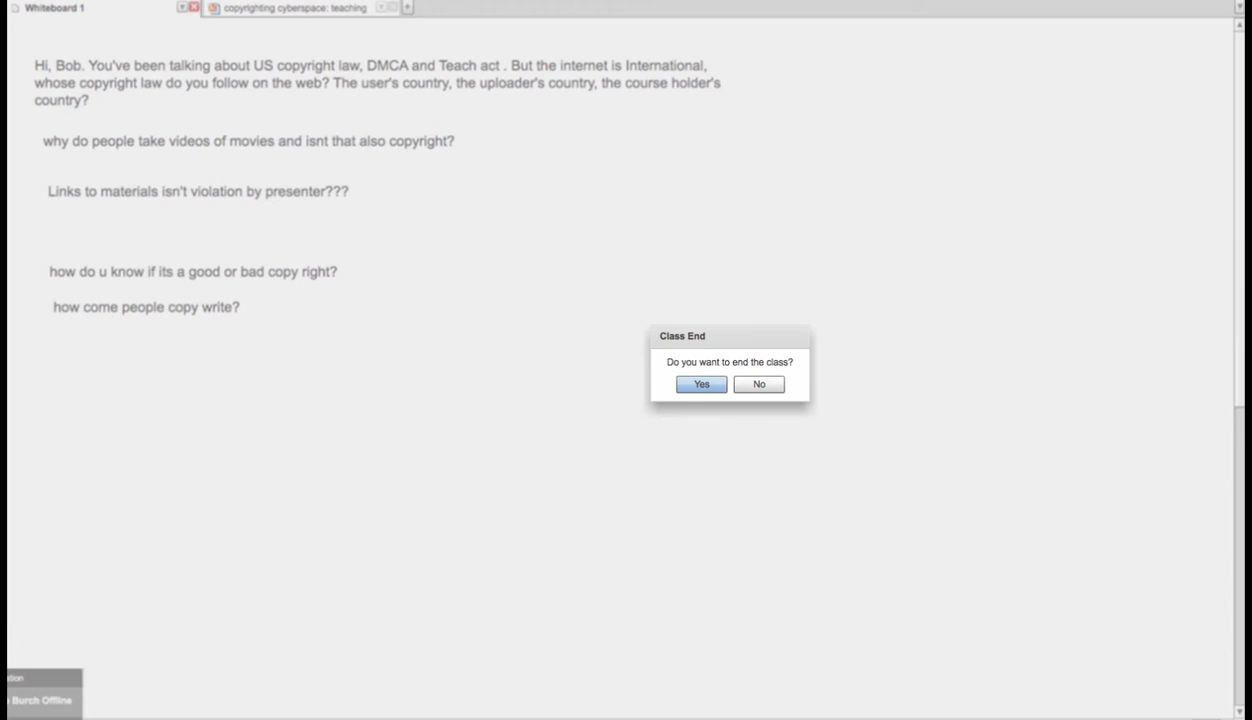 Whiteboard 1
copyrighting cyberspace: teaching
Hi, Bob. You've been talking about US copyright law, DMCA and Teach act . But the internet is International,
whose copyright law do you follow on the web? The user's country, the uploader's country, the course holder's
country?
why do people take videos of movies and isnt that also copyright?
Links to materials isn't violation by presenter???
how do u know if its a good or bad copy right?
how come people copy write?
Class End
Do you want to end the class?
Yes
No
Burch Offline